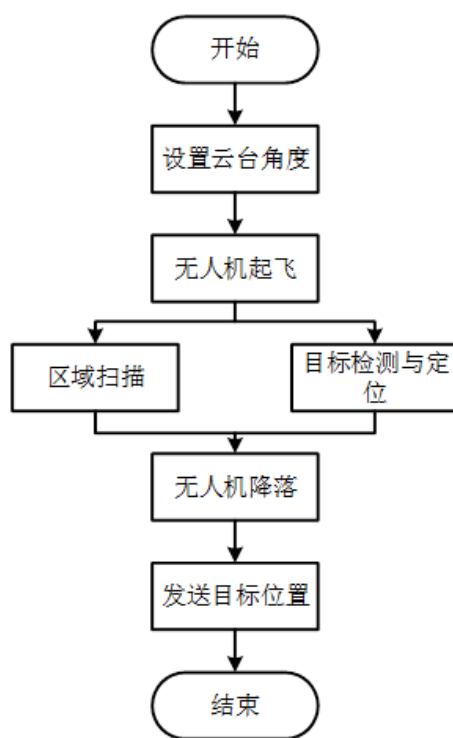 开始
设置云台角度
无人机起飞
区域扫描
目标检测与定
位
无人机降落
发送目标位置
结束